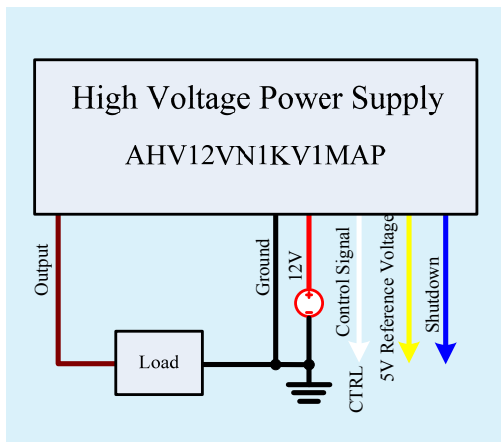 High Voltage Power Supply
AHV12VN1KV1MAP
Output
Ground
12V
Control Signal
5V Reference Voltage
Shutdown
+
−
Load
CTRL